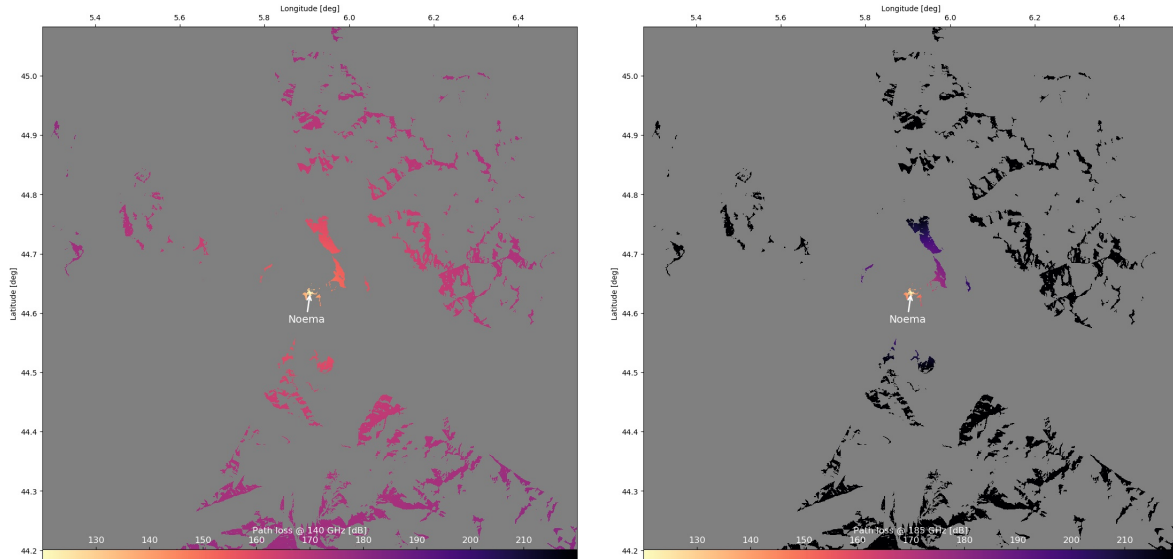 Longitude [deg]
5.4 5.6 5.8 6.0 6.2 6.4
45.0
44.9
44.8
44.7
44.6
44.5
44.4
44.3
44.2
Latitude [deg]
Noema
Path loss @ 140 GHz [dB]
130 140 150 160 170 180 190 200 210
Longitude [deg]
5.4 5.6 5.8 6.0 6.2 6.4
45.0
44.9
44.8
44.7
44.6
44.5
44.4
44.3
44.2
Latitude [deg]
Noema
Path loss @ 185 GHz [dB]
130 140 150 160 170 180 190 200 210